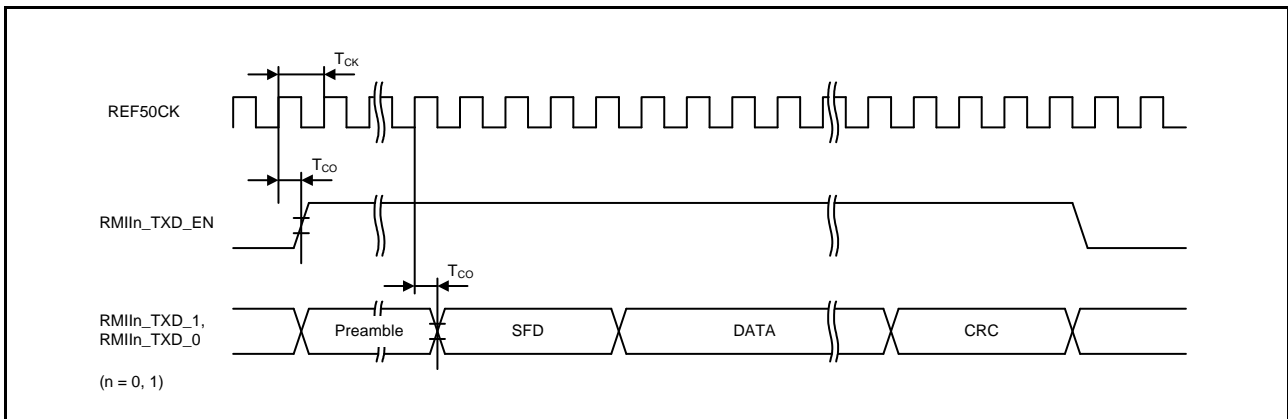 TCK
REF50CK
TCO
RMIIn_TXD_EN
TCO
RMIIn_TXD_1,
RMIIn_TXD_0
Preamble
SFD
DATA
CRC
(n = 0, 1)